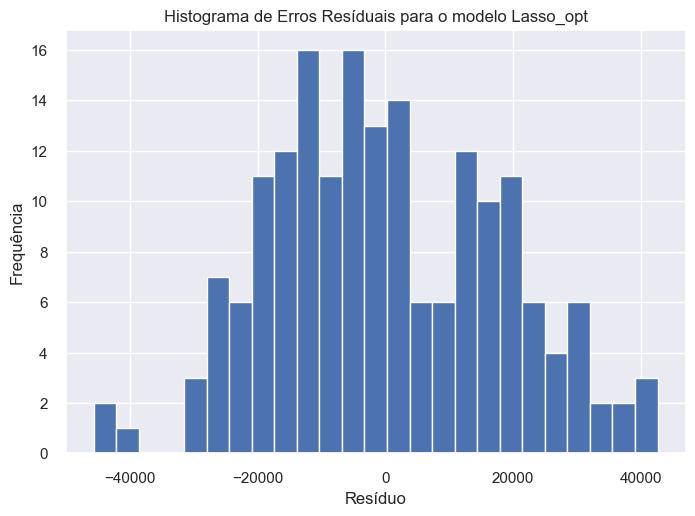 Histograma de Erros Resíduais para o modelo Lasso_opt
16
14
12
10
8
6
4
2
0
Frequência
−40000 −20000 0 20000 40000
Resíduo